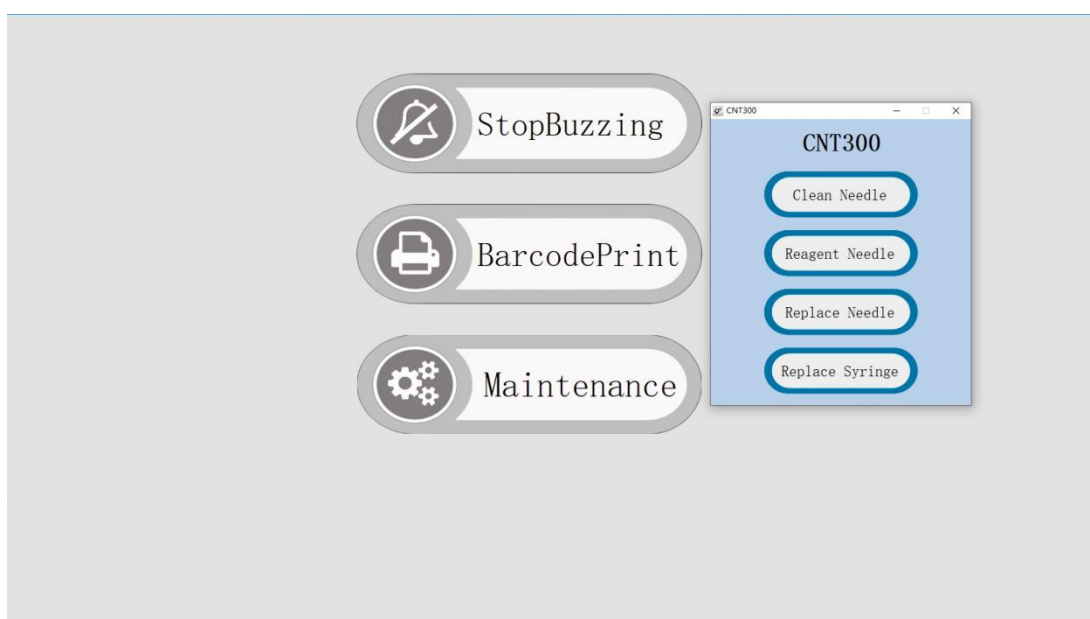 StopBuzzing
BarcodePrint
Maintenance
CNT300
CNT300
Clean Needle
Reagent Needle
Replace Needle
Replace Syringe